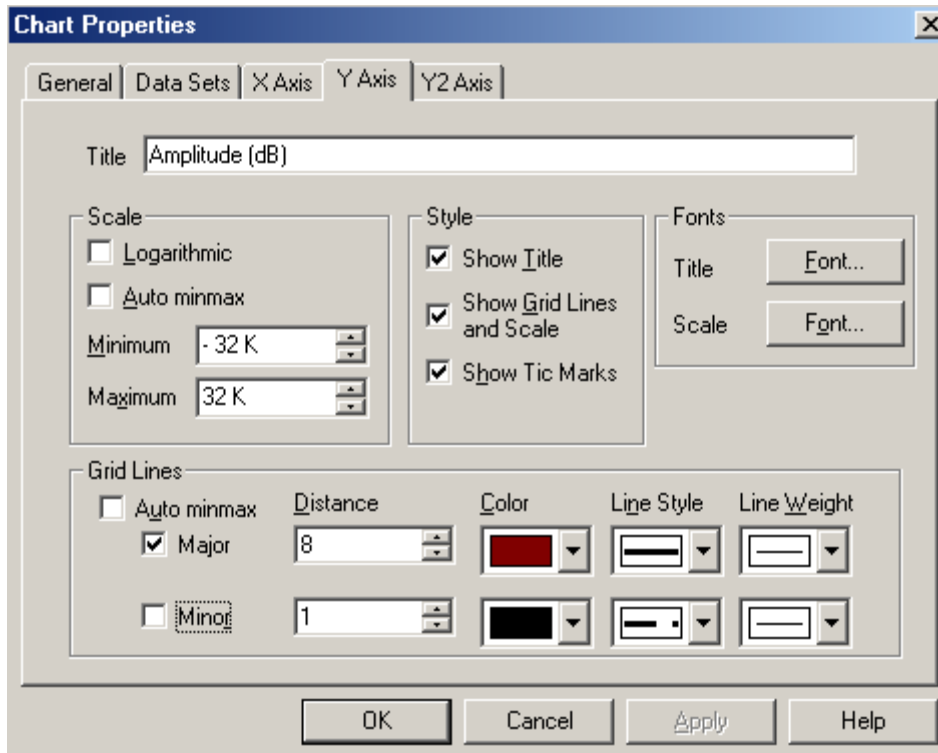 Chart Properties
General Data Sets X Axis Y Axis Y2 Axis
Title Amplitude (dB)
Scale
Logarithmic
Auto minmax
Minimum - 32 K
Maximum 32 K
Style
Show Title
Show Grid Lines
and Scale
Show Tic Marks
Fonts
Title Font...
Scale Font...
Grid Lines
Auto minmax Distance Color Line Style Line Weight
Major 8
Minor 1
OK Cancel Apply Help